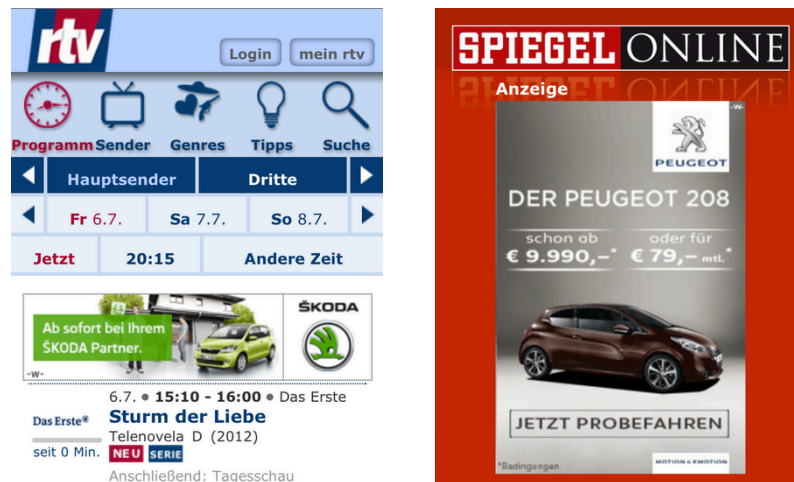 rtv
Login
mein rtv
Programm Sender Genres Tipps Suche
Hauptsender Dritte
Fr 6.7. Sa 7.7. So 8.7.
Jetzt 20:15 Andere Zeit
ŠKODA
Ab sofort bei Ihrem
ŠKODA Partner.
-w-
6.7. ● 15:10 - 16:00 ● Das Erste
Das Erste
Sturm der Liebe
Telenovela D (2012)
seit 0 Min.
NEU SERIE
Anschließend: Tagesschau
SPIEGEL ONLINE
Anzeige
-w-
PEUGEOT
DER PEUGEOT 208
schon ab oder für
€ 9.990,–* € 79,– mtl.*
JETZT PROBEFAHREN
*Bedingungen
MOTION & EMOTION